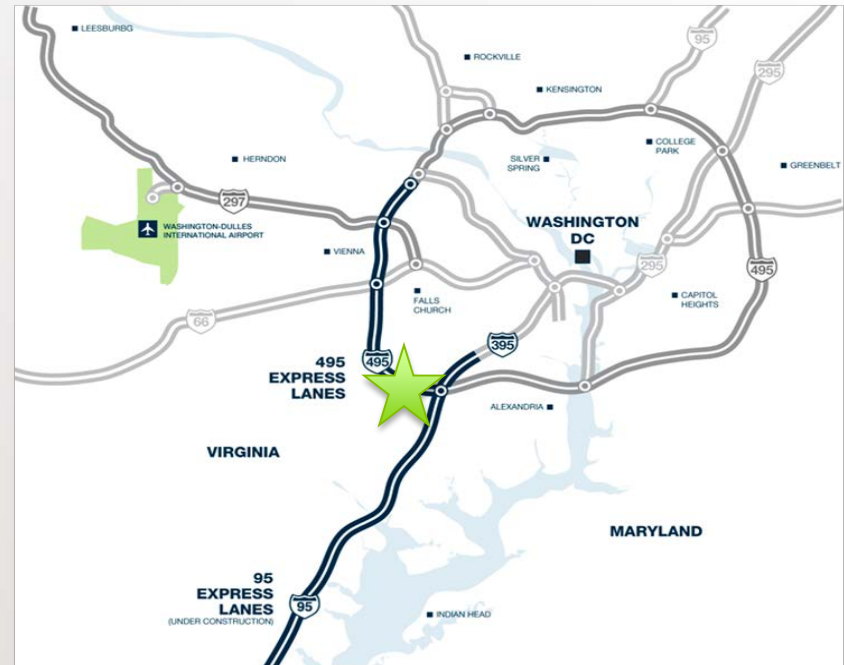 LEESBURBG
ROCKVILLE
95
295
KENSINGTON
COLLEGE
PARK
HERNDON
SILVER
SPRING
GREENBELT
297
WASHINGTON-DULLES
INTERNATIONAL AIRPORT
WASHINGTON
DC
VIENNA
295
495
FALLS
CHURCH
CAPITOL
HEIGHTS
66
395
495
EXPRESS
LANES
495
ALEXANDRIA
VIRGINIA
MARYLAND
95
EXPRESS
LANES
(UNDER CONSTRUCTION)
95
INDIAN HEAD